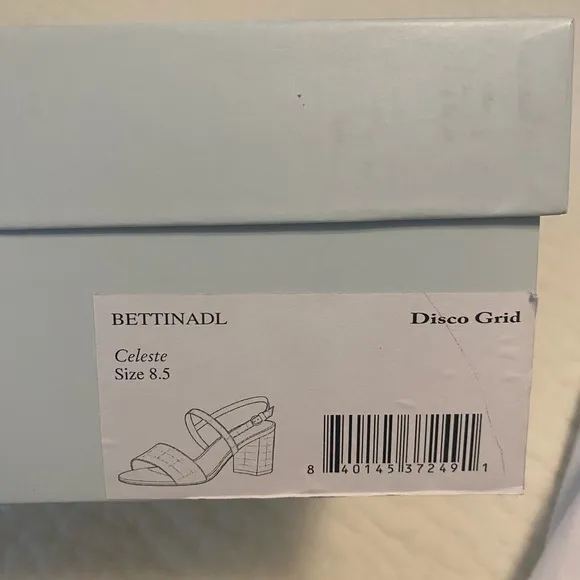 BETTINADL
Disco Grid
Celeste
Size 8.5
8 40145 37249 1